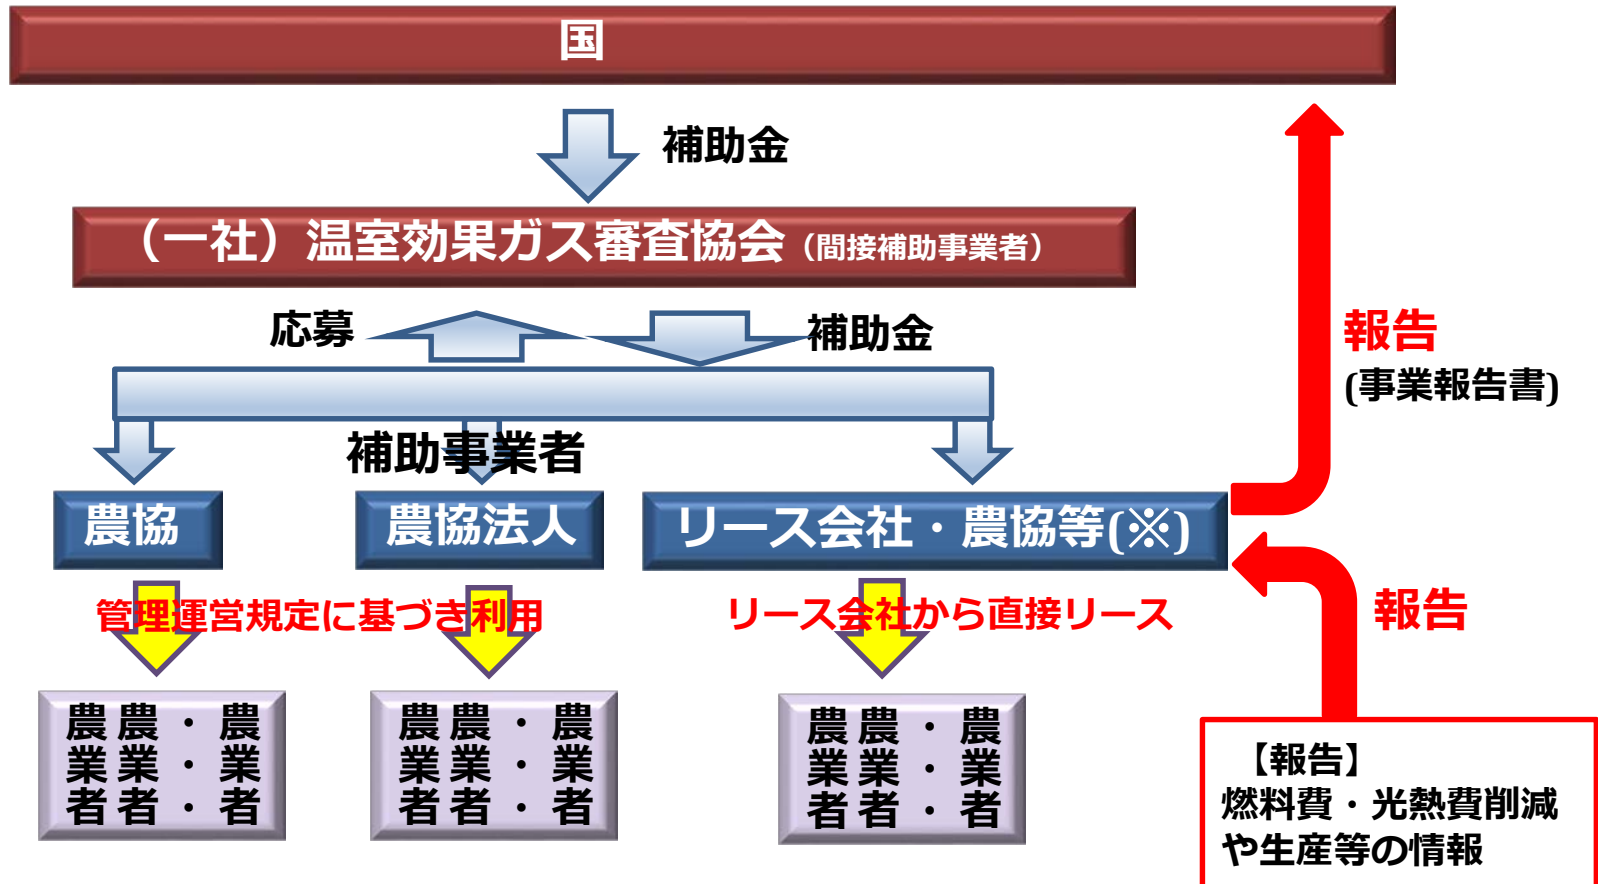 国
補助金
（一社）温室効果ガス審査協会（間接補助事業者）
応募
補助金
報告
(事業報告書)
補助事業者
農協
農協法人
リース会社・農協等(※)
管理運営規定に基づき利用
リース会社から直接リース
報告
農業者
農業者
・・・
農業者
農業者
農業者
・・・
農業者
農業者
農業者
・・・
農業者
【報告】
燃料費・光熱費削減
や生産等の情報